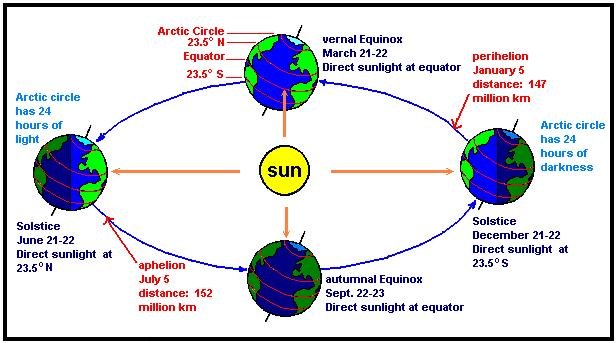 Arctic Circle
23.5° N
Equator
23.5° S
vernal Equinox
March 21-22
Direct sunlight at equator
perihelion
January 5
distance: 147
million km
Arctic circle
has 24
hours of
light
Arctic circle
has 24
hours of
darkness
sun
Solstice
June 21-22
Direct sunlight at
23.5° N
Solstice
December 21-22
Direct sunlight at
23.5° S
aphelion
July 5
distance: 152
million km
autumnal Equinox
Sept. 22-23
Direct sunlight at equator